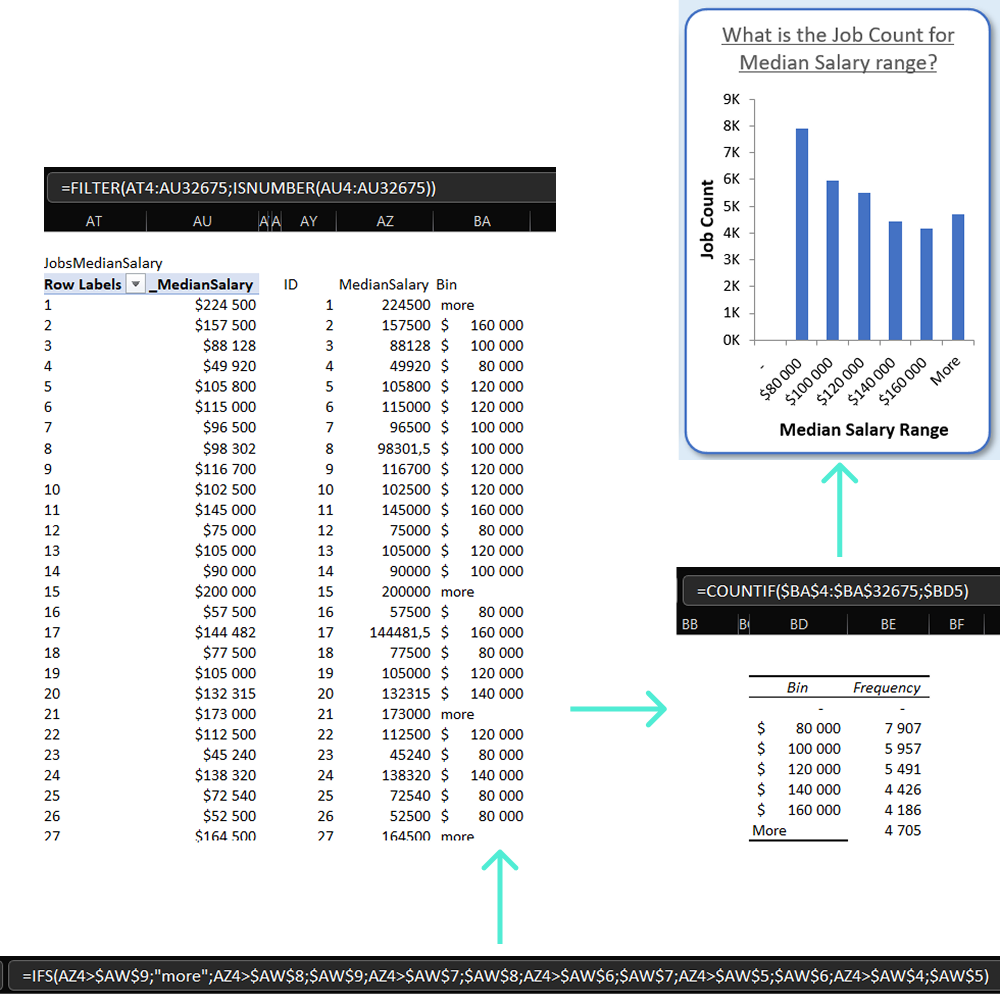 What is the Job Count for
Median Salary range?
9K
8K
7K
6K
5K
4K
3K
2K
1K
0K
Job Count
-
$80 000
$100 000
$120 000
$140 000
$160 000
More
Median Salary Range
=FILTER(AT4:AU32675;ISNUMBER(AU4:AU32675))
AT AU A A AY AZ BA
JobsMedianSalary
Row Labels _MedianSalary ID MedianSalary Bin
1 $224 500 1 224500 more
2 $157 500 2 157500 $ 160 000
3 $88 128 3 88128 $ 100 000
4 $49 920 4 49920 $ 80 000
5 $105 800 5 105800 $ 120 000
6 $115 000 6 115000 $ 120 000
7 $96 500 7 96500 $ 100 000
8 $98 302 8 98301,5 $ 100 000
9 $116 700 9 116700 $ 120 000
10 $102 500 10 102500 $ 120 000
11 $145 000 11 145000 $ 160 000
12 $75 000 12 75000 $ 80 000
13 $105 000 13 105000 $ 120 000
14 $90 000 14 90000 $ 100 000
15 $200 000 15 200000 more
16 $57 500 16 57500 $ 80 000
17 $144 482 17 144481,5 $ 160 000
18 $77 500 18 77500 $ 80 000
19 $105 000 19 105000 $ 120 000
20 $132 315 20 132315 $ 140 000
21 $173 000 21 173000 more
22 $112 500 22 112500 $ 120 000
23 $45 240 23 45240 $ 80 000
24 $138 320 24 138320 $ 140 000
25 $72 540 25 72540 $ 80 000
26 $52 500 26 52500 $ 80 000
27 $164 500 27 164500 more
=COUNTIF($BA$4:$BA$32675;$BD5)
BB BD BE BF
Bin Frequency
- -
$ 80 000 7 907
$ 100 000 5 957
$ 120 000 5 491
$ 140 000 4 426
$ 160 000 4 186
More 4 705
=IFS(AZ4>$AW$9;"more";AZ4>$AW$8;$AW$9;AZ4>$AW$7;$AW$8;AZ4>$AW$6;$AW$7;AZ4>$AW$5;$AW$6;AZ4>$AW$4;$AW$5)